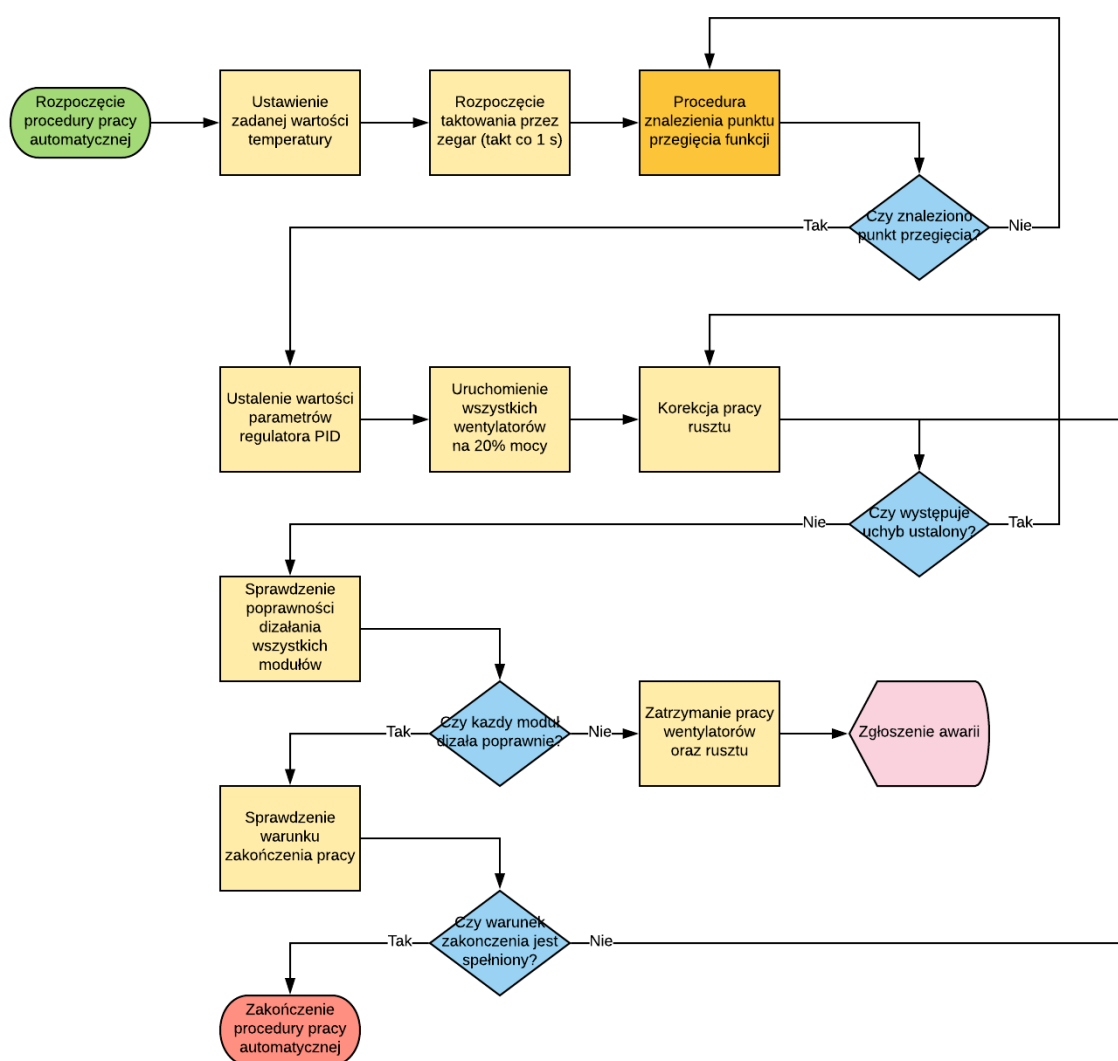 Rozpoczęcie
procedury pracy
automatycznej
Ustawienie
zadanej wartości
temperatury
Rozpoczęcie
taktowania przez
zegar (takt co 1 s)
Procedura
znalezienia punktu
przegięcia funkcji
Czy znaleziono
punkt przegięcia?
Tak
Nie
Ustalenie wartości
parametrów
regulatora PID
Uruchomienie
wszystkich
wentylatorów
na 20% mocy
Korekcja pracy
rusztu
Czy występuje
uchyb ustalony?
Nie
Tak
Sprawdzenie
poprawności
dizałania
wszystkich
modułów
Czy kazdy moduł
dizała poprawnie?
Tak
Nie
Zatrzymanie pracy
wentylatorów
oraz rusztu
Zgłoszenie awarii
Sprawdzenie
warunku
zakończenia pracy
Czy warunek
zakonczenia jest
spełniony?
Tak
Nie
Zakończenie
procedury pracy
automatycznej